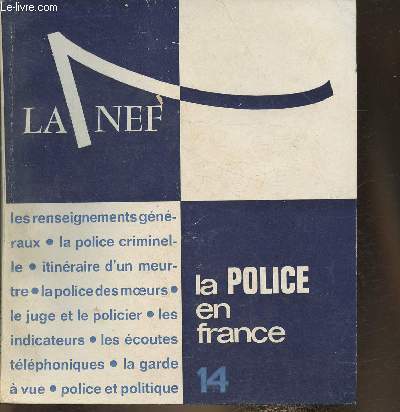 Le-livre.com
LA NEF
les renseignements géné-
raux • la police criminel-
le • itinéraire d'un meur-
tre • la police des mœurs •
le juge et le policier • les
indicateurs • les écoutes
téléphoniques • la garde
à vue • police et politique
la POLICE
en
france
14